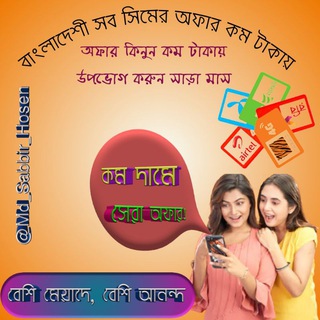 বাংলাদেশী সব সিমের অফার কম টাকায়
অফার কিনুন কম টাকায়
উপভোগ করুন সাড়া মাস
@Md_Sabbir_Hosen
airtel
কম দামে
সেরা অফার!
বেশি মেয়াদে, বেশি আনন্দ